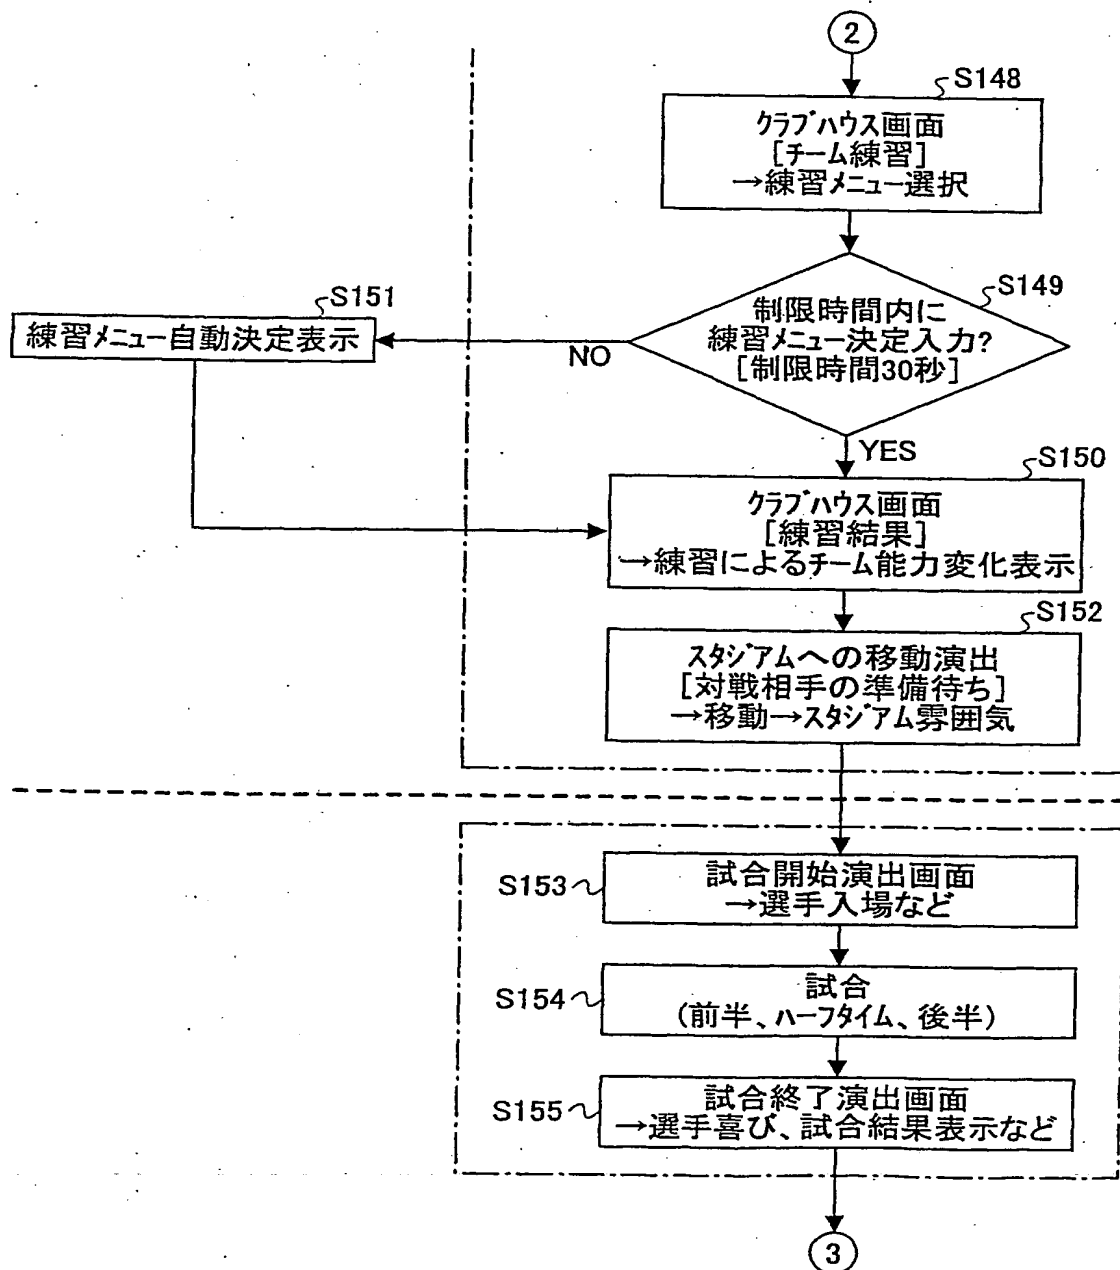 2
S148
クラブハウス画面
[チーム練習]
→練習メニュー選択
S149
制限時間内に
練習メニュー決定入力?
[制限時間30秒]
S151
練習メニュー自動決定表示
NO
YES
S150
クラブハウス画面
[練習結果]
→練習によるチーム能力変化表示
S152
スタジアムへの移動演出
[対戦相手の準備待ち]
→移動→スタジアム雰囲気
S153
試合開始演出画面
→選手入場など
S154
試合
(前半、ハーフタイム、後半)
S155
試合終了演出画面
→選手喜び、試合結果表示など
3